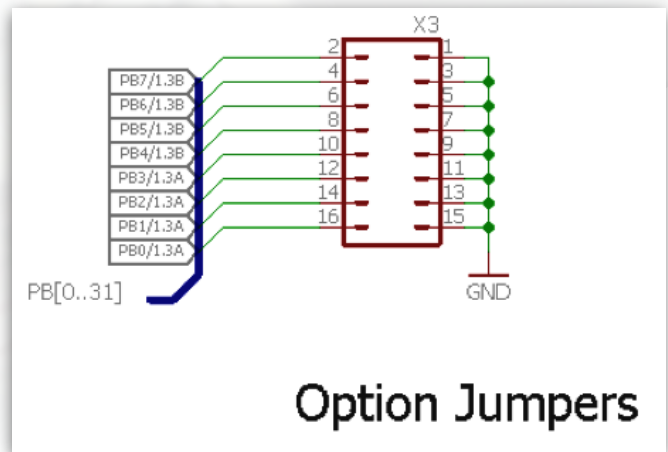 X3
2 1
PB7/1.3B 4 3
PB6/1.3B 6 5
PB5/1.3B 8 7
PB4/1.3B 10 9
PB3/1.3A 12 11
PB2/1.3A 14 13
PB1/1.3A 16 15
PB0/1.3A
PB[0..31] GND
Option Jumpers